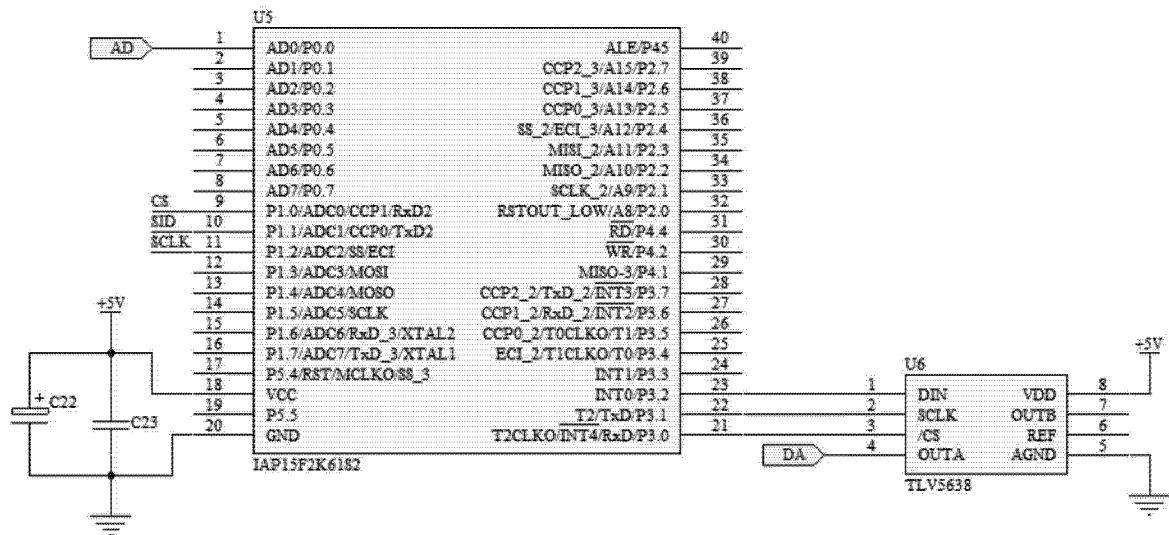 U5
AD
1 AD0/P0.0 ALE/P45 40
2 AD1/P0.1 CCP2_3/A15/P2.7 39
3 AD2/P0.2 CCP1_3/A14/P2.6 38
4 AD3/P0.3 CCP0_3/A13/P2.5 37
5 AD4/P0.4 SS_2/ECI_3/A12/P2.4 36
6 AD5/P0.5 MISI_2/A11/P2.3 35
7 AD6/P0.6 MISO_2/A10/P2.2 34
8 AD7/P0.7 SCLK_2/A9/P2.1 33
CS 9 P1.0/ADC0/CCP1/RxD2 RSTOUT_LOW/A8/P2.0 32
SID 10 P1.1/ADC1/CCP0/TxD2 RD/P4.4 31
SCLK 11 P1.2/ADC2/SS/ECI WR/P4.2 30
12 P1.3/ADC3/MOSI MISO-3/P4.1 29
13 P1.4/ADC4/MOSO CCP2_2/TxD_2/INT3/P3.7 28
14 P1.5/ADC5/SCLK CCP1_2/RxD_2/INT2/P3.6 27
15 P1.6/ADC6/RxD_3/XTAL2 CCP0_2/T0CLKO/T1/P3.5 26
16 P1.7/ADC7/TxD_3/XTAL1 ECI_2/T1CLKO/T0/P3.4 25
17 P5.4/RST/MCLKO/SS_3 INT1/P3.3 24
18 VCC INT0/P3.2 23
19 P5.5 T2/TxD/P3.1 22
20 GND T2CLKO/INT4/RxD/P3.0 21
IAP15F2K6182
+5V
+ C22
C23
U6
+5V
1 DIN VDD 8
2 SCLK OUTB 7
3 /CS REF 6
DA 4 OUTA AGND 5
TLV5638